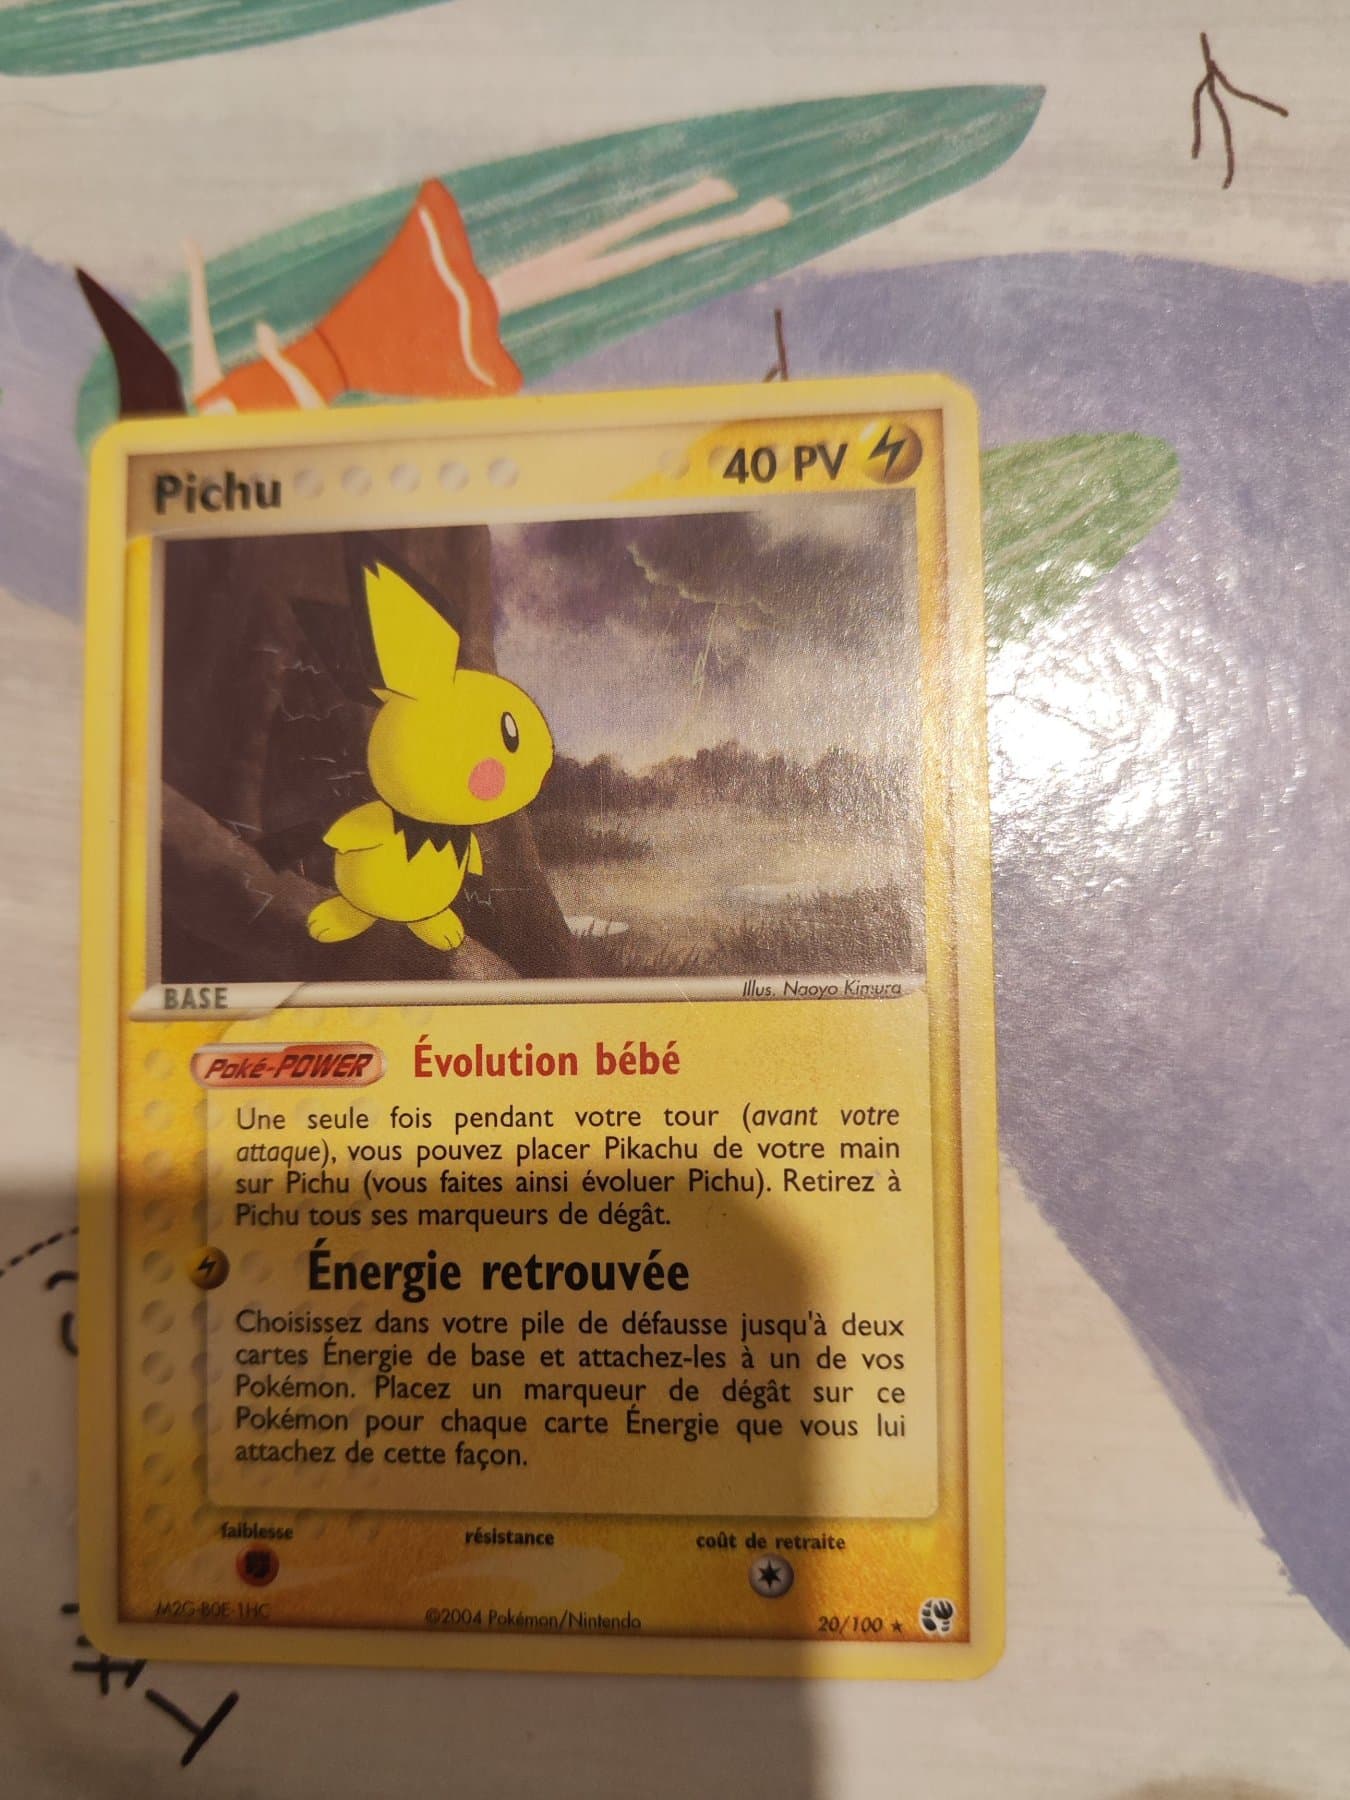 Pichu 40 PV
BASE Illus. Naoyo Kimura
Poké-POWER Évolution bébé
Une seule fois pendant votre tour (avant votre
attaque), vous pouvez placer Pikachu de votre main
sur Pichu (vous faites ainsi évoluer Pichu). Retirez à
Pichu tous ses marqueurs de dégât.
Énergie retrouvée
Choisissez dans votre pile de défausse jusqu'à deux
cartes Énergie de base et attachez-les à un de vos
Pokémon. Placez un marqueur de dégât sur ce
Pokémon pour chaque carte Énergie que vous lui
attachez de cette façon.
faiblesse résistance coût de retraite
M2G-B0E-1HC ©2004 Pokémon/Nintendo 20/100 ★